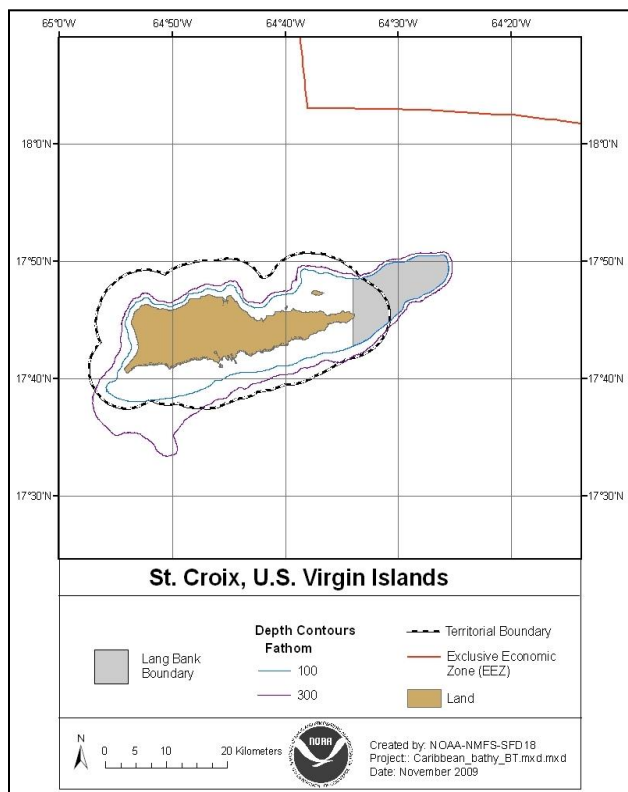 65°0'W 64°50'W 64°40'W 64°30'W 64°20'W
18°0'N 18°0'N
17°50'N 17°50'N
17°40'N 17°40'N
17°30'N 17°30'N
St. Croix, U.S. Virgin Islands
Lang Bank
Boundary
Depth Contours
Fathom
100
300
Territorial Boundary
Exclusive Economic
Zone (EEZ)
Land
N
0 5 10 20 Kilometers
NOAA
Created by: NOAA-NMFS-SFD18
Project:: Caribbean_bathy_BT.mxd.mxd
Date: November 2009